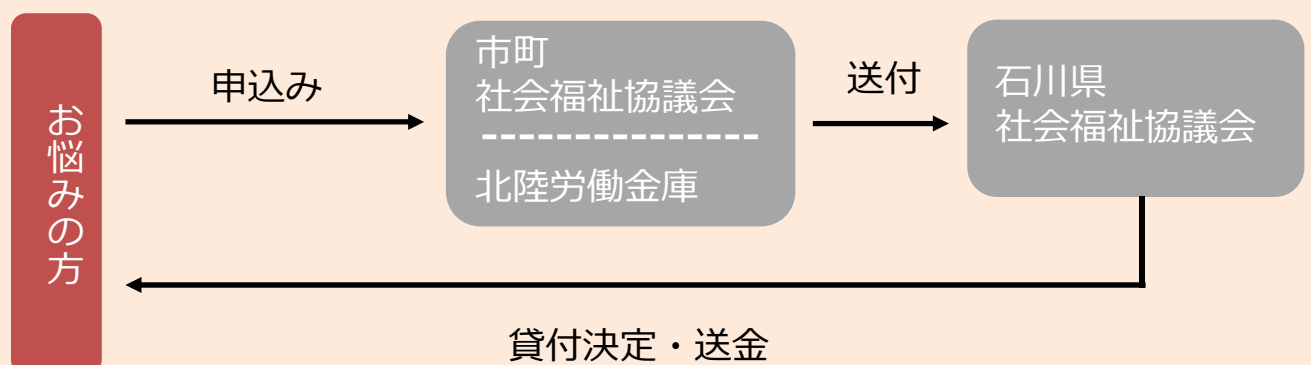 お悩みの方
申込み
市町
社会福祉協議会
北陸労働金庫
送付
石川県
社会福祉協議会
貸付決定・送金